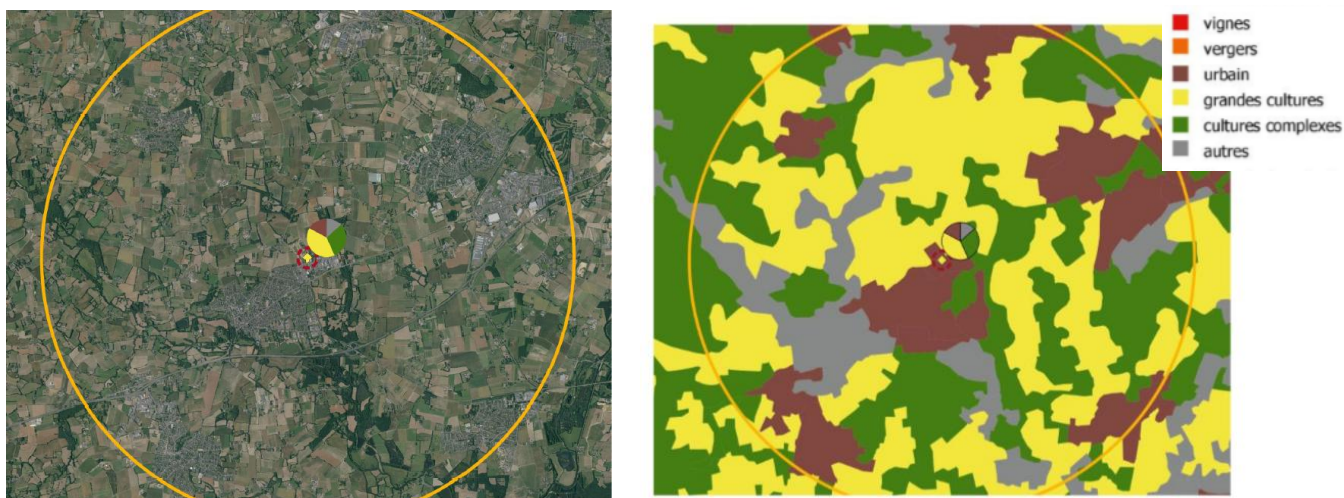 vignes
vergers
urbain
grandes cultures
cultures complexes
autres